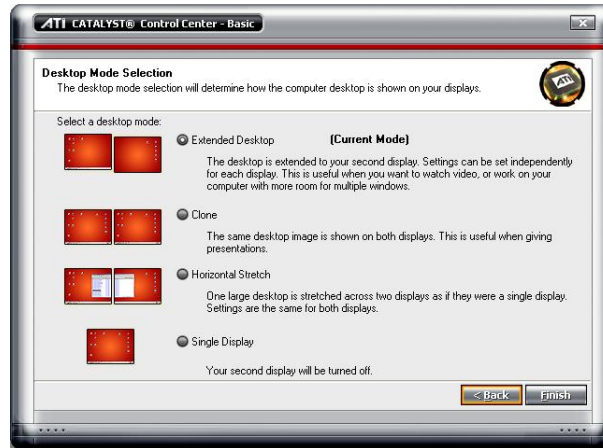 ATI CATALYST® Control Center - Basic
Desktop Mode Selection
The desktop mode selection will determine how the computer desktop is shown on your displays.
ATI
Select a desktop mode:
Extended Desktop (Current Mode)
The desktop is extended to your second display. Settings can be set independently
for each display. This is useful when you want to watch video, or work on your
computer with more room for multiple windows.
Clone
The same desktop image is shown on both displays. This is useful when giving
presentations.
Horizontal Stretch
One large desktop is stretched across two displays as if they were a single display.
Settings are the same for both displays.
Single Display
Your second display will be turned off.
< Back Finish